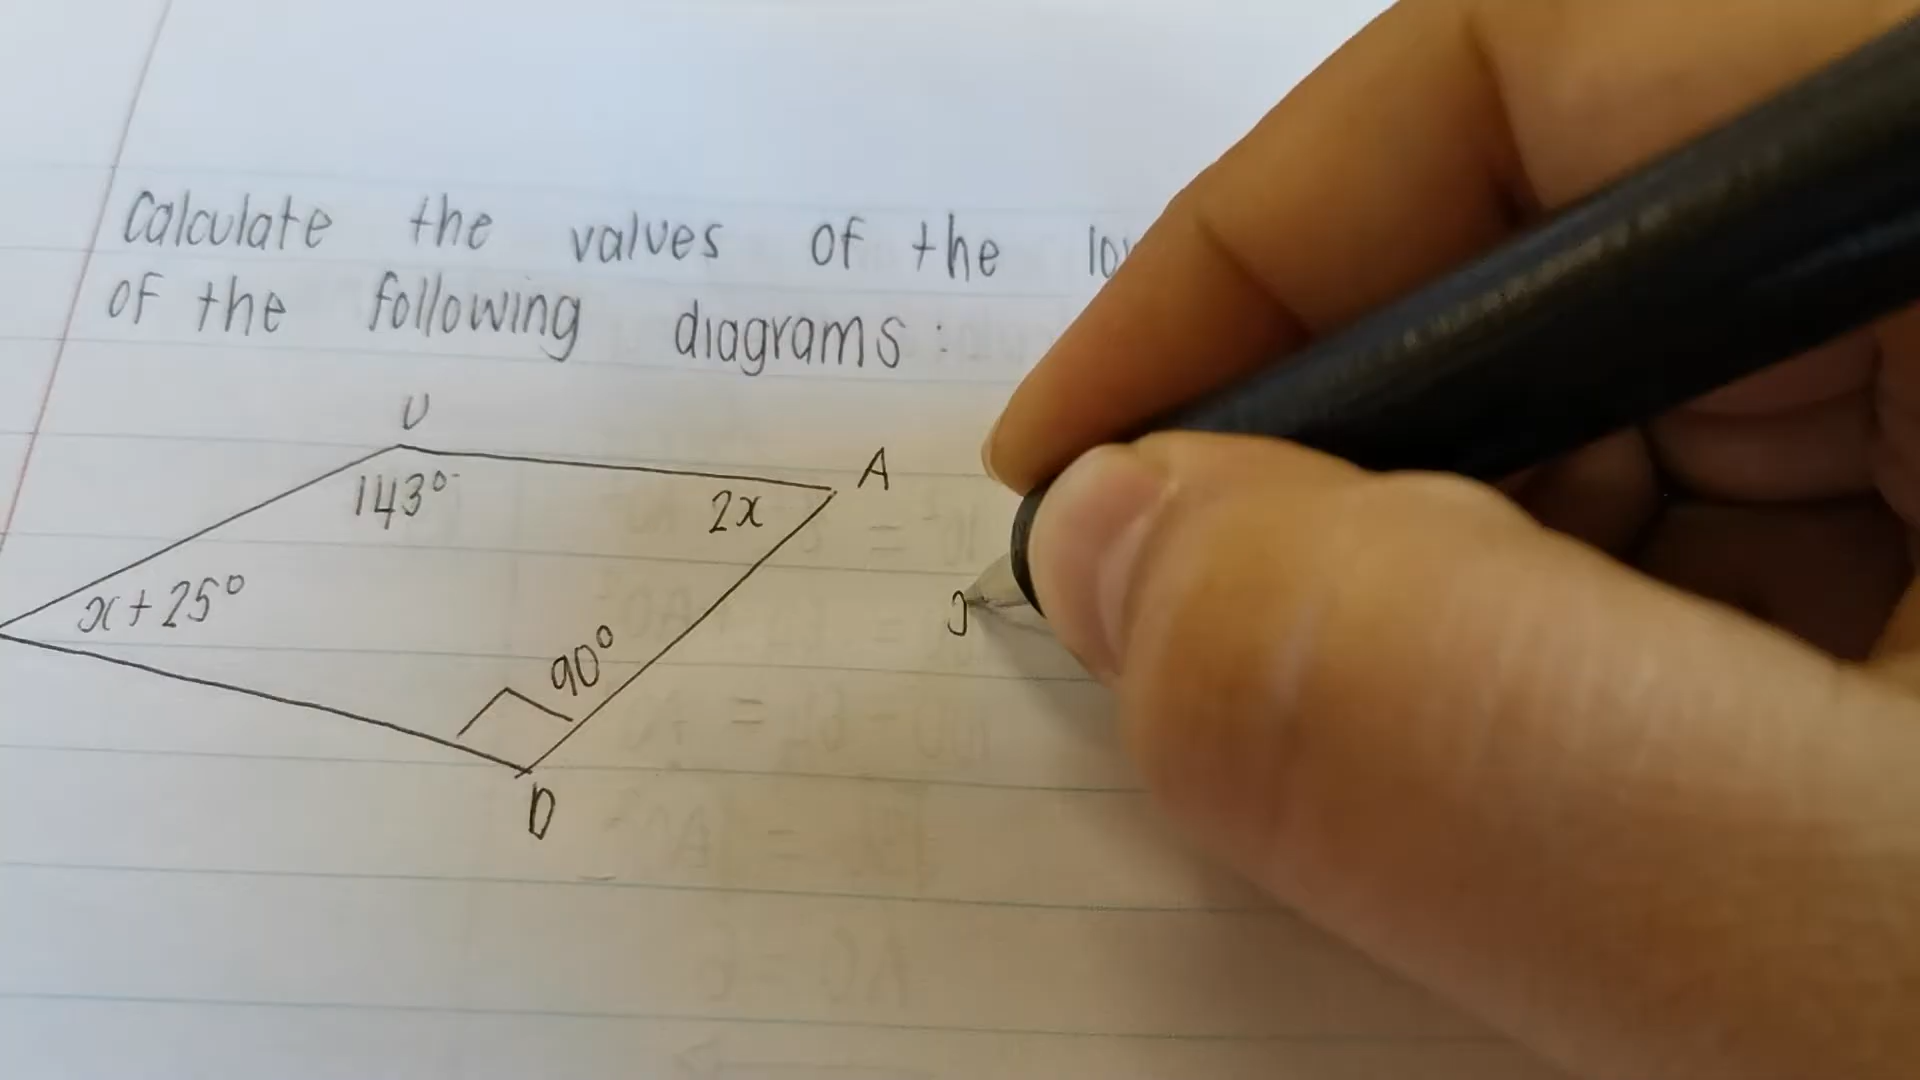 Calculate the values of the
of the following diagrams:
U
A
143°
2x
x+25°
90°
D